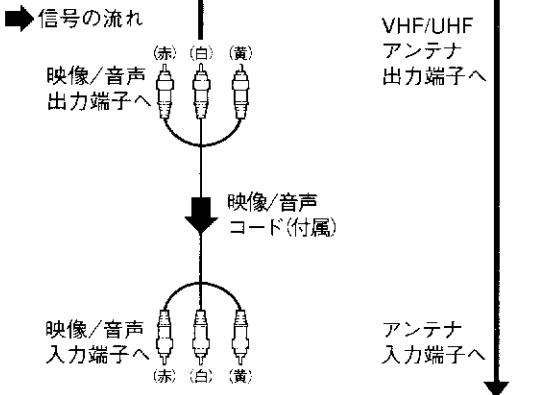 信号の流れ
(赤) (白) (黄)
映像/音声
出力端子へ
映像/音声
コード(付属)
映像/音声
入力端子へ
(赤) (白) (黄)
VHF/UHF
アンテナ
出力端子へ
アンテナ
入力端子へ